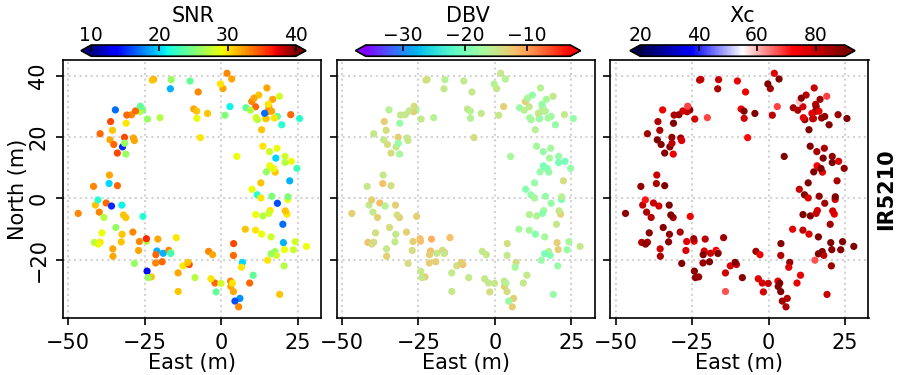 SNR DBV Xc
10 20 30 40 −30 −20 −10 20 40 60 80
40
20
0
−20
North (m)
−50 −25 0 25 −50 −25 0 25 −50 −25 0 25
East (m) East (m) East (m)
IR5210